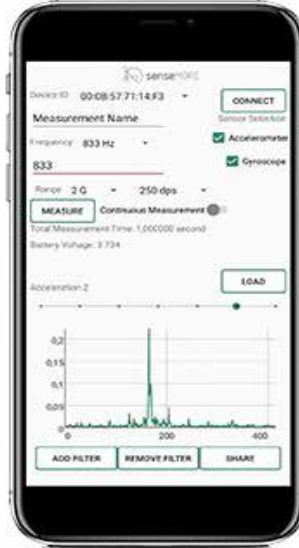 senseMORE
Device ID 00:0B:57:71:14:F3 CONNECT
Measurement Name Sensor Selection
Frequency 833 Hz Accelerometer
833 Gyroscope
Range 2 G 250 dps
MEASURE Continuous Measurement
Total Measurement Time: 1,000000 second
Battery Voltage: 3.734
Acceleration Z LOAD
0,2
0,15
0,1
0,05
0
0 200 400
ADD FILTER REMOVE FILTER SHARE